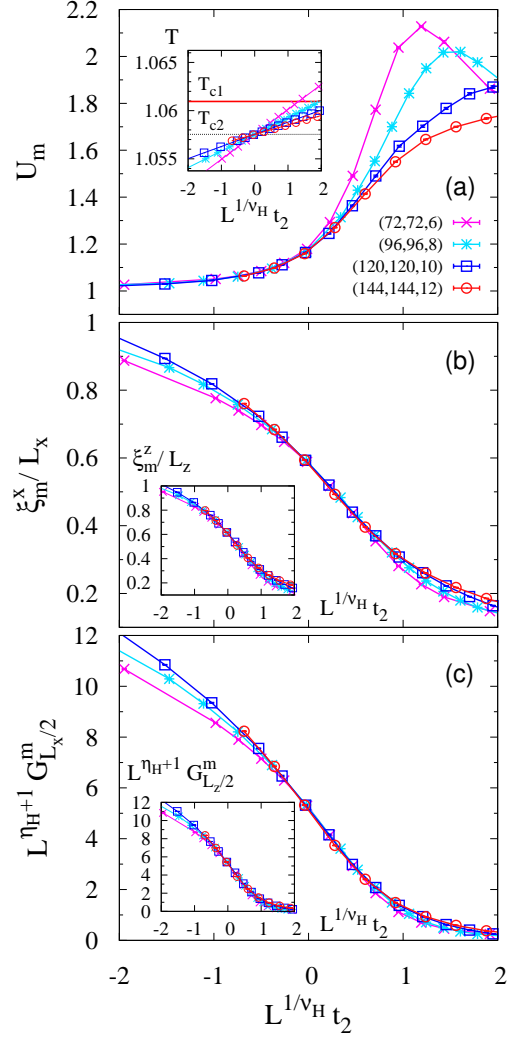 2.2
2
1.8
1.6
1.4
1.2
1
U_m
T
1.065
1.06
1.055
T_c1
T_c2
-2 -1 0 1 2
L^{1/ν_H} t_2
(a)
(72,72,6)
(96,96,8)
(120,120,10)
(144,144,12)
1
0.8
0.6
0.4
0.2
ξ_m^x / L_x
(b)
ξ_m^z / L_z
1
0.8
0.6
0.4
0.2
-2 -1 0 1 2
L^{1/ν_H} t_2
12
10
8
6
4
2
0
L^{η_H+1} G^m_{L_x/2}
(c)
L^{η_H+1} G^m_{L_z/2}
12
10
8
6
4
2
0
-2 -1 0 1 2
L^{1/ν_H} t_2
-2 -1 0 1 2
L^{1/ν_H} t_2